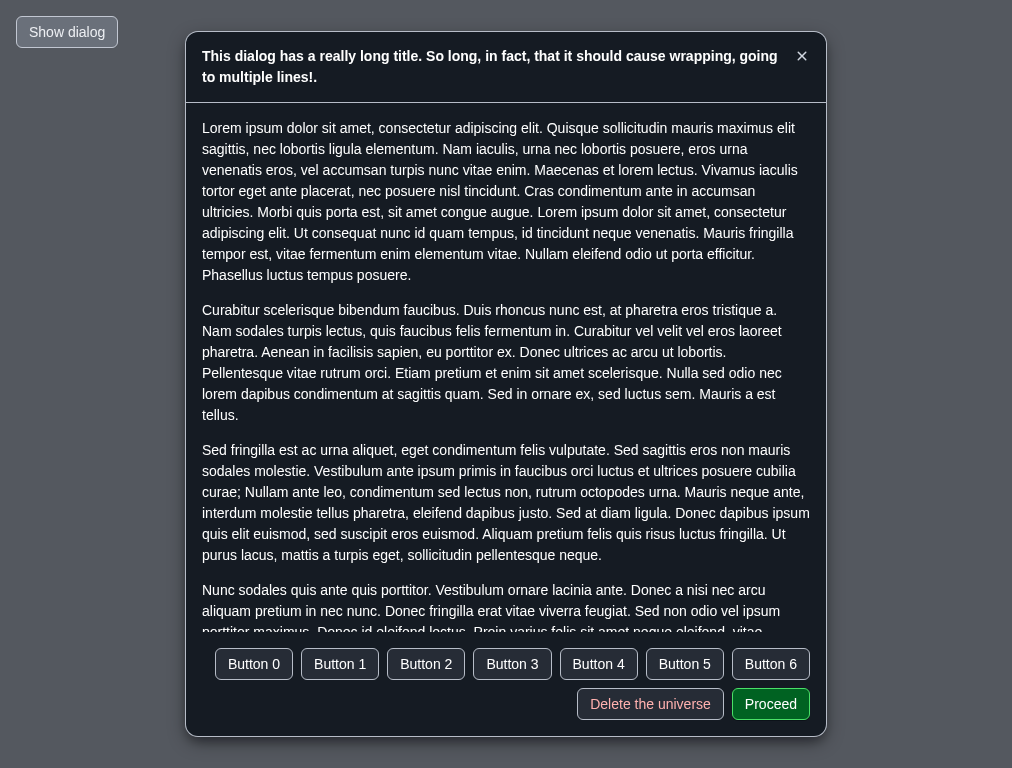 Show dialog
This dialog has a really long title. So long, in fact, that it should cause wrapping, going
to multiple lines!.
Lorem ipsum dolor sit amet, consectetur adipiscing elit. Quisque sollicitudin mauris maximus elit
sagittis, nec lobortis ligula elementum. Nam iaculis, urna nec lobortis posuere, eros urna
venenatis eros, vel accumsan turpis nunc vitae enim. Maecenas et lorem lectus. Vivamus iaculis
tortor eget ante placerat, nec posuere nisl tincidunt. Cras condimentum ante in accumsan
ultricies. Morbi quis porta est, sit amet congue augue. Lorem ipsum dolor sit amet, consectetur
adipiscing elit. Ut consequat nunc id quam tempus, id tincidunt neque venenatis. Mauris fringilla
tempor est, vitae fermentum enim elementum vitae. Nullam eleifend odio ut porta efficitur.
Phasellus luctus tempus posuere.
Curabitur scelerisque bibendum faucibus. Duis rhoncus nunc est, at pharetra eros tristique a.
Nam sodales turpis lectus, quis faucibus felis fermentum in. Curabitur vel velit vel eros laoreet
pharetra. Aenean in facilisis sapien, eu porttitor ex. Donec ultrices ac arcu ut lobortis.
Pellentesque vitae rutrum orci. Etiam pretium et enim sit amet scelerisque. Nulla sed odio nec
lorem dapibus condimentum at sagittis quam. Sed in ornare ex, sed luctus sem. Mauris a est
tellus.
Sed fringilla est ac urna aliquet, eget condimentum felis vulputate. Sed sagittis eros non mauris
sodales molestie. Vestibulum ante ipsum primis in faucibus orci luctus et ultrices posuere cubilia
curae; Nullam ante leo, condimentum sed lectus non, rutrum octopodes urna. Mauris neque ante,
interdum molestie tellus pharetra, eleifend dapibus justo. Sed at diam ligula. Donec dapibus ipsum
quis elit euismod, sed suscipit eros euismod. Aliquam pretium felis quis risus luctus fringilla. Ut
purus lacus, mattis a turpis eget, sollicitudin pellentesque neque.
Nunc sodales quis ante quis porttitor. Vestibulum ornare lacinia ante. Donec a nisi nec arcu
aliquam pretium in nec nunc. Donec fringilla erat vitae viverra feugiat. Sed non odio vel ipsum
porttitor maximus. Donec id eleifend lectus. Proin varius felis sit amet neque eleifend, vitae
Button 0 Button 1 Button 2 Button 3 Button 4 Button 5 Button 6
Delete the universe Proceed